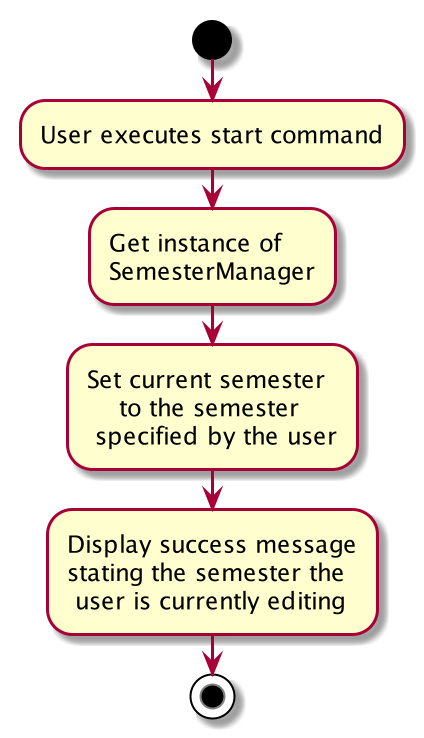 User executes start command
Get instance of
SemesterManager
Set current semester
to the semester
specified by the user
Display success message
stating the semester the
user is currently editing